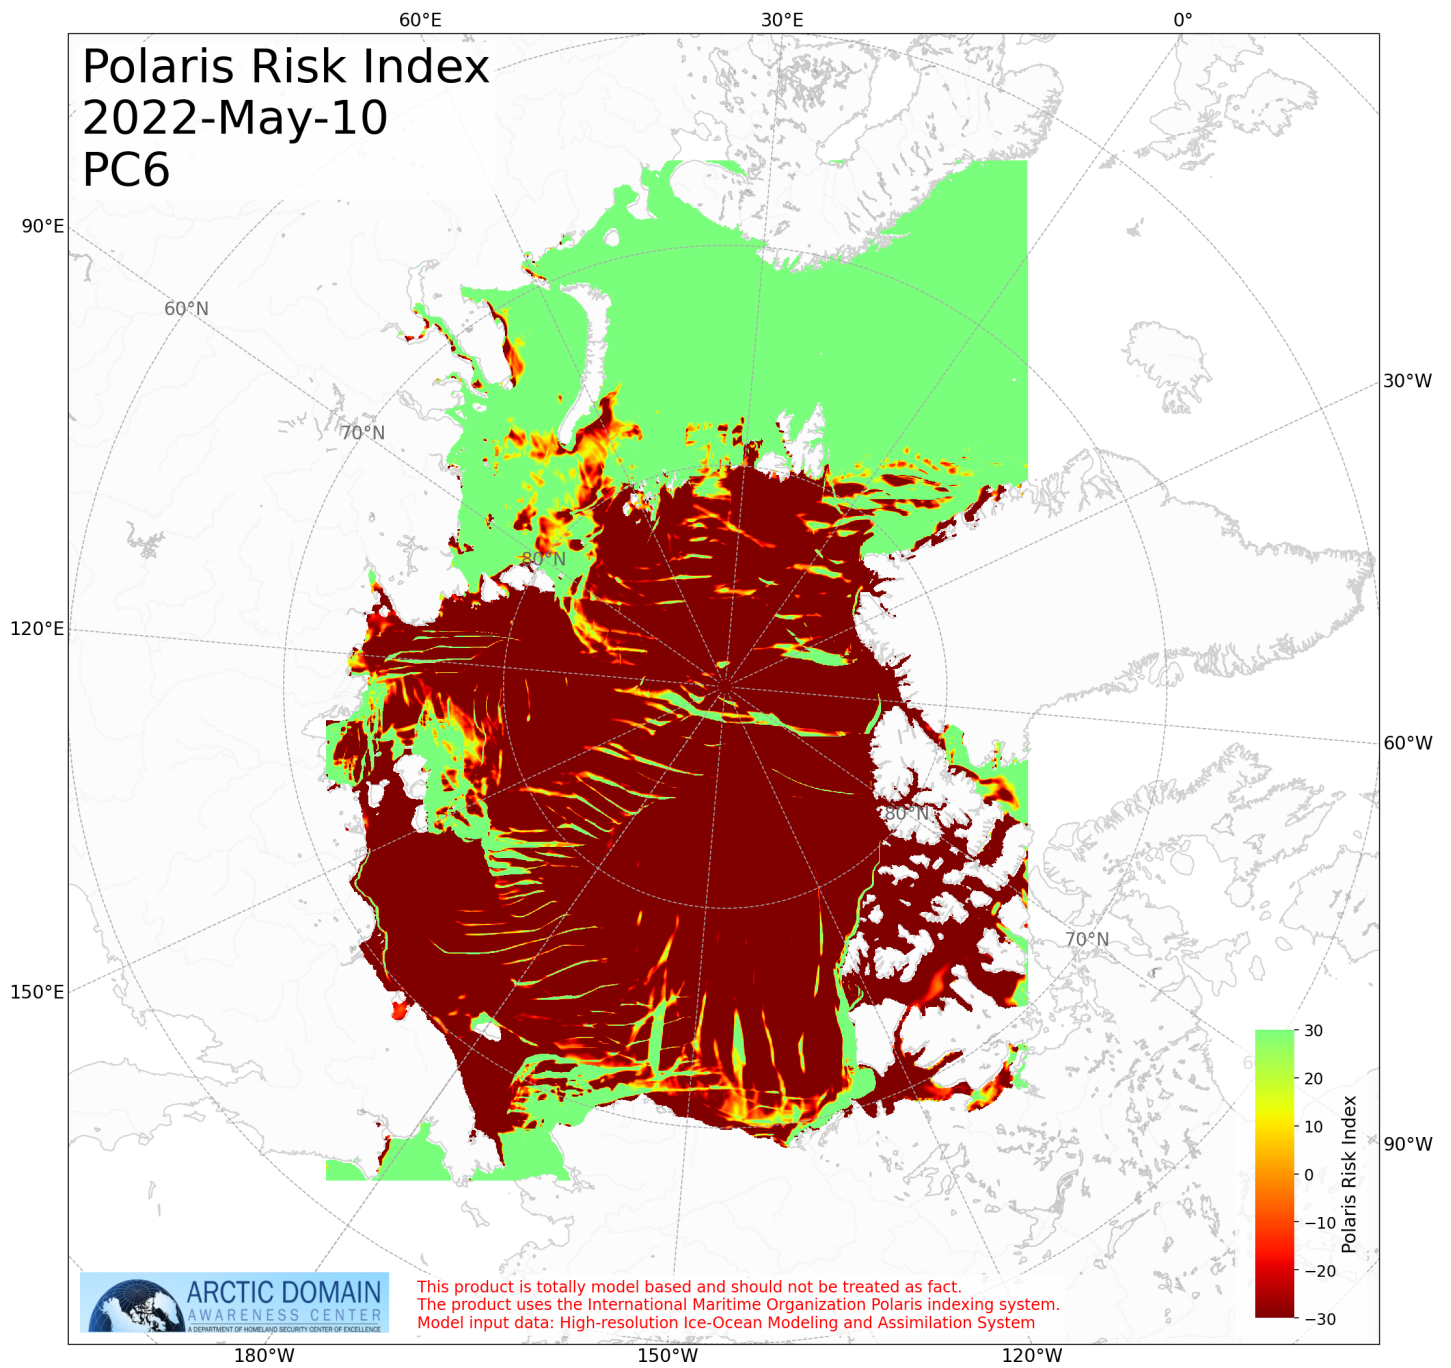 60°E
30°E
0°
Polaris Risk Index
2022-May-10
PC6
90°E
60°N
30°W
70°N
80°N
120°E
60°W
80°N
70°N
150°E
30
20
10
0
−10
−20
−30
Polaris Risk Index
90°W
ARCTIC DOMAIN
AWARENESS CENTER
A DEPARTMENT OF HOMELAND SECURITY CENTER OF EXCELLENCE
This product is totally model based and should not be treated as fact.
The product uses the International Maritime Organization Polaris indexing system.
Model input data: High-resolution Ice-Ocean Modeling and Assimilation System
180°W
150°W
120°W